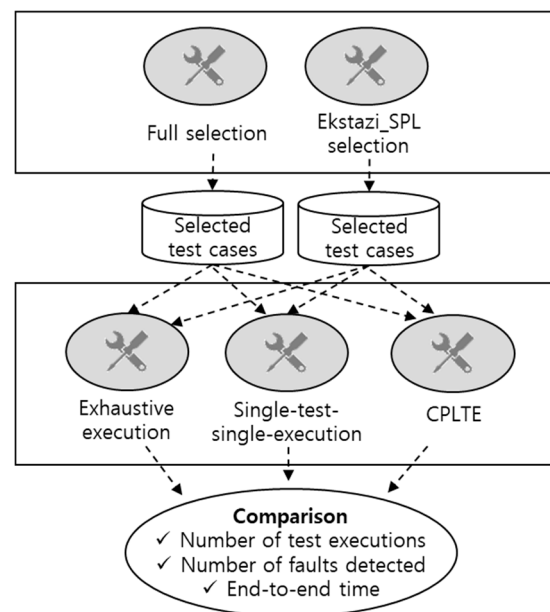 Full selection
Ekstazi_SPL
selection
Selected
test cases
Selected
test cases
Exhaustive
execution
Single-test-
single-execution
CPLTE
Comparison
✓ Number of test executions
✓ Number of faults detected
✓ End-to-end time